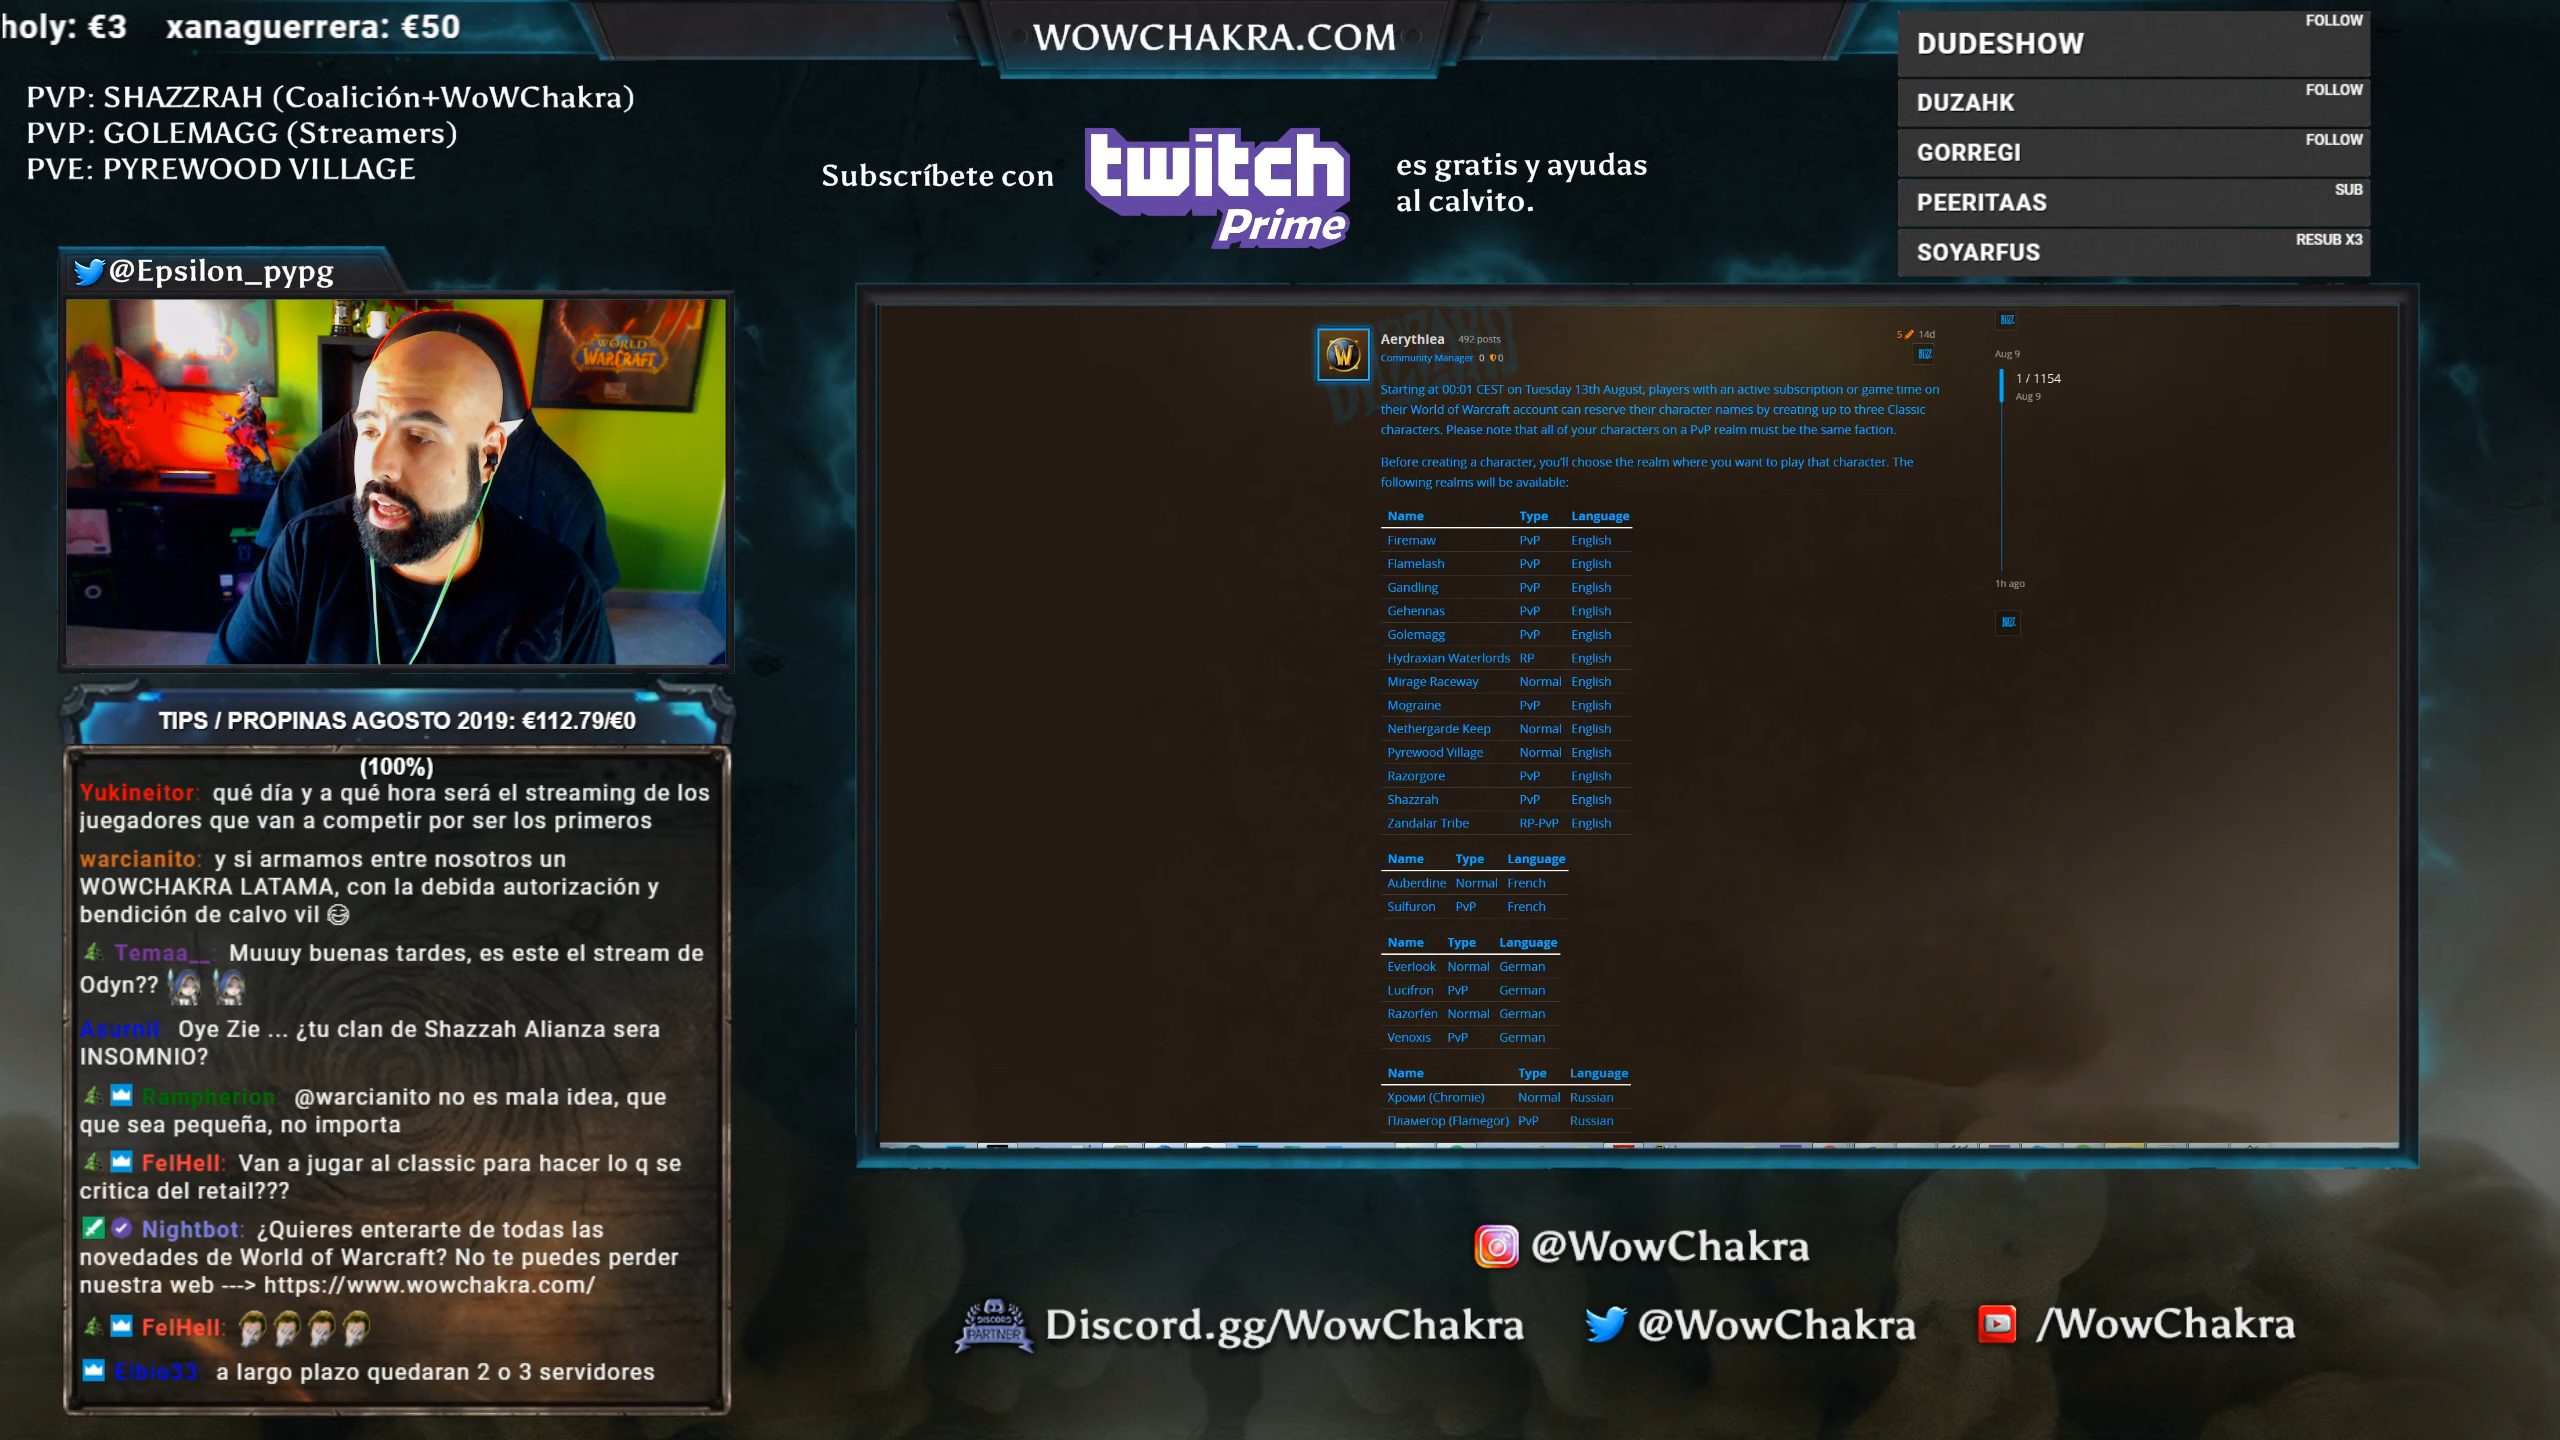 holy: €3 xanaguerrera: €50
WOWCHAKRA.COM
PVP: SHAZZRAH (Coalición+WoWChakra)
PVP: GOLEMAGG (Streamers)
PVE: PYREWOOD VILLAGE
Subscríbete con
twitch
Prime
es gratis y ayudas
al calvito.
DUDESHOW FOLLOW
DUZAHK FOLLOW
GORREGI FOLLOW
PEERITAAS SUB
SOYARFUS RESUB X3
@Epsilon_pypg
WORLD
WARCRAFT
TIPS / PROPINAS AGOSTO 2019: €112.79/€0
(100%)
Yukineitor: qué día y a qué hora será el streaming de los
juegadores que van a competir por ser los primeros
warcianito: y si armamos entre nosotros un
WOWCHAKRA LATAMA, con la debida autorización y
bendición de calvo vil 😂
Temaa__: Muuuy buenas tardes, es este el stream de
Odyn??
Asurnil: Oye Zie ... ¿tu clan de Shazzah Alianza sera
INSOMNIO?
Rampherion: @warcianito no es mala idea, que
que sea pequeña, no importa
FelHell: Van a jugar al classic para hacer lo q se
critica del retail???
Nightbot: ¿Quieres enterarte de todas las
novedades de World of Warcraft? No te puedes perder
nuestra web ---> https://www.wowchakra.com/
FelHell:
Elbio33: a largo plazo quedaran 2 o 3 servidores
Aerythlea 492 posts
Community Manager 0 0
5 14d
BLIZZ
Starting at 00:01 CEST on Tuesday 13th August, players with an active subscription or game time on
their World of Warcraft account can reserve their character names by creating up to three Classic
characters. Please note that all of your characters on a PvP realm must be the same faction.
Before creating a character, you'll choose the realm where you want to play that character. The
following realms will be available:
Name Type Language
Firemaw PvP English
Flamelash PvP English
Gandling PvP English
Gehennas PvP English
Golemagg PvP English
Hydraxian Waterlords RP English
Mirage Raceway Normal English
Mograine PvP English
Nethergarde Keep Normal English
Pyrewood Village Normal English
Razorgore PvP English
Shazzrah PvP English
Zandalar Tribe RP-PvP English
Name Type Language
Auberdine Normal French
Sulfuron PvP French
Name Type Language
Everlook Normal German
Lucifron PvP German
Razorfen Normal German
Venoxis PvP German
Name Type Language
Хроми (Chromie) Normal Russian
Пламегор (Flamegor) PvP Russian
BLIZZ
Aug 9
1 / 1154
Aug 9
1h ago
BLIZZ
@WowChakra
DISCORD
PARTNER
Discord.gg/WowChakra
@WowChakra
/WowChakra